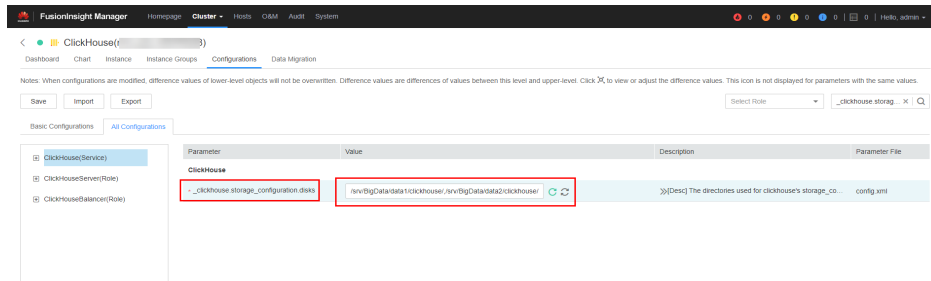 FusionInsight Manager Homepage Cluster Hosts O&M Audit System 0 0 0 0 0 Hello, admin
ClickHouse(
3)
Dashboard Chart Instance Instance Groups Configurations Data Migration
Notes: When configurations are modified, difference values of lower-level objects will not be overwritten. Difference values are differences of values between this level and upper-level. Click , to view or adjust the difference values. This icon is not displayed for parameters with the same values.
Save Import Export Select Role _clickhouse.storag...
Basic Configurations All Configurations
ClickHouse(Service)
ClickHouseServer(Role)
ClickHouseBalancer(Role)
Parameter Value Description Parameter File
ClickHouse
_clickhouse.storage_configuration.disks /srv/BigData/data1/clickhouse/,/srv/BigData/data2/clickhouse/ [Desc] The directories used for clickhouse's storage_co... config.xml